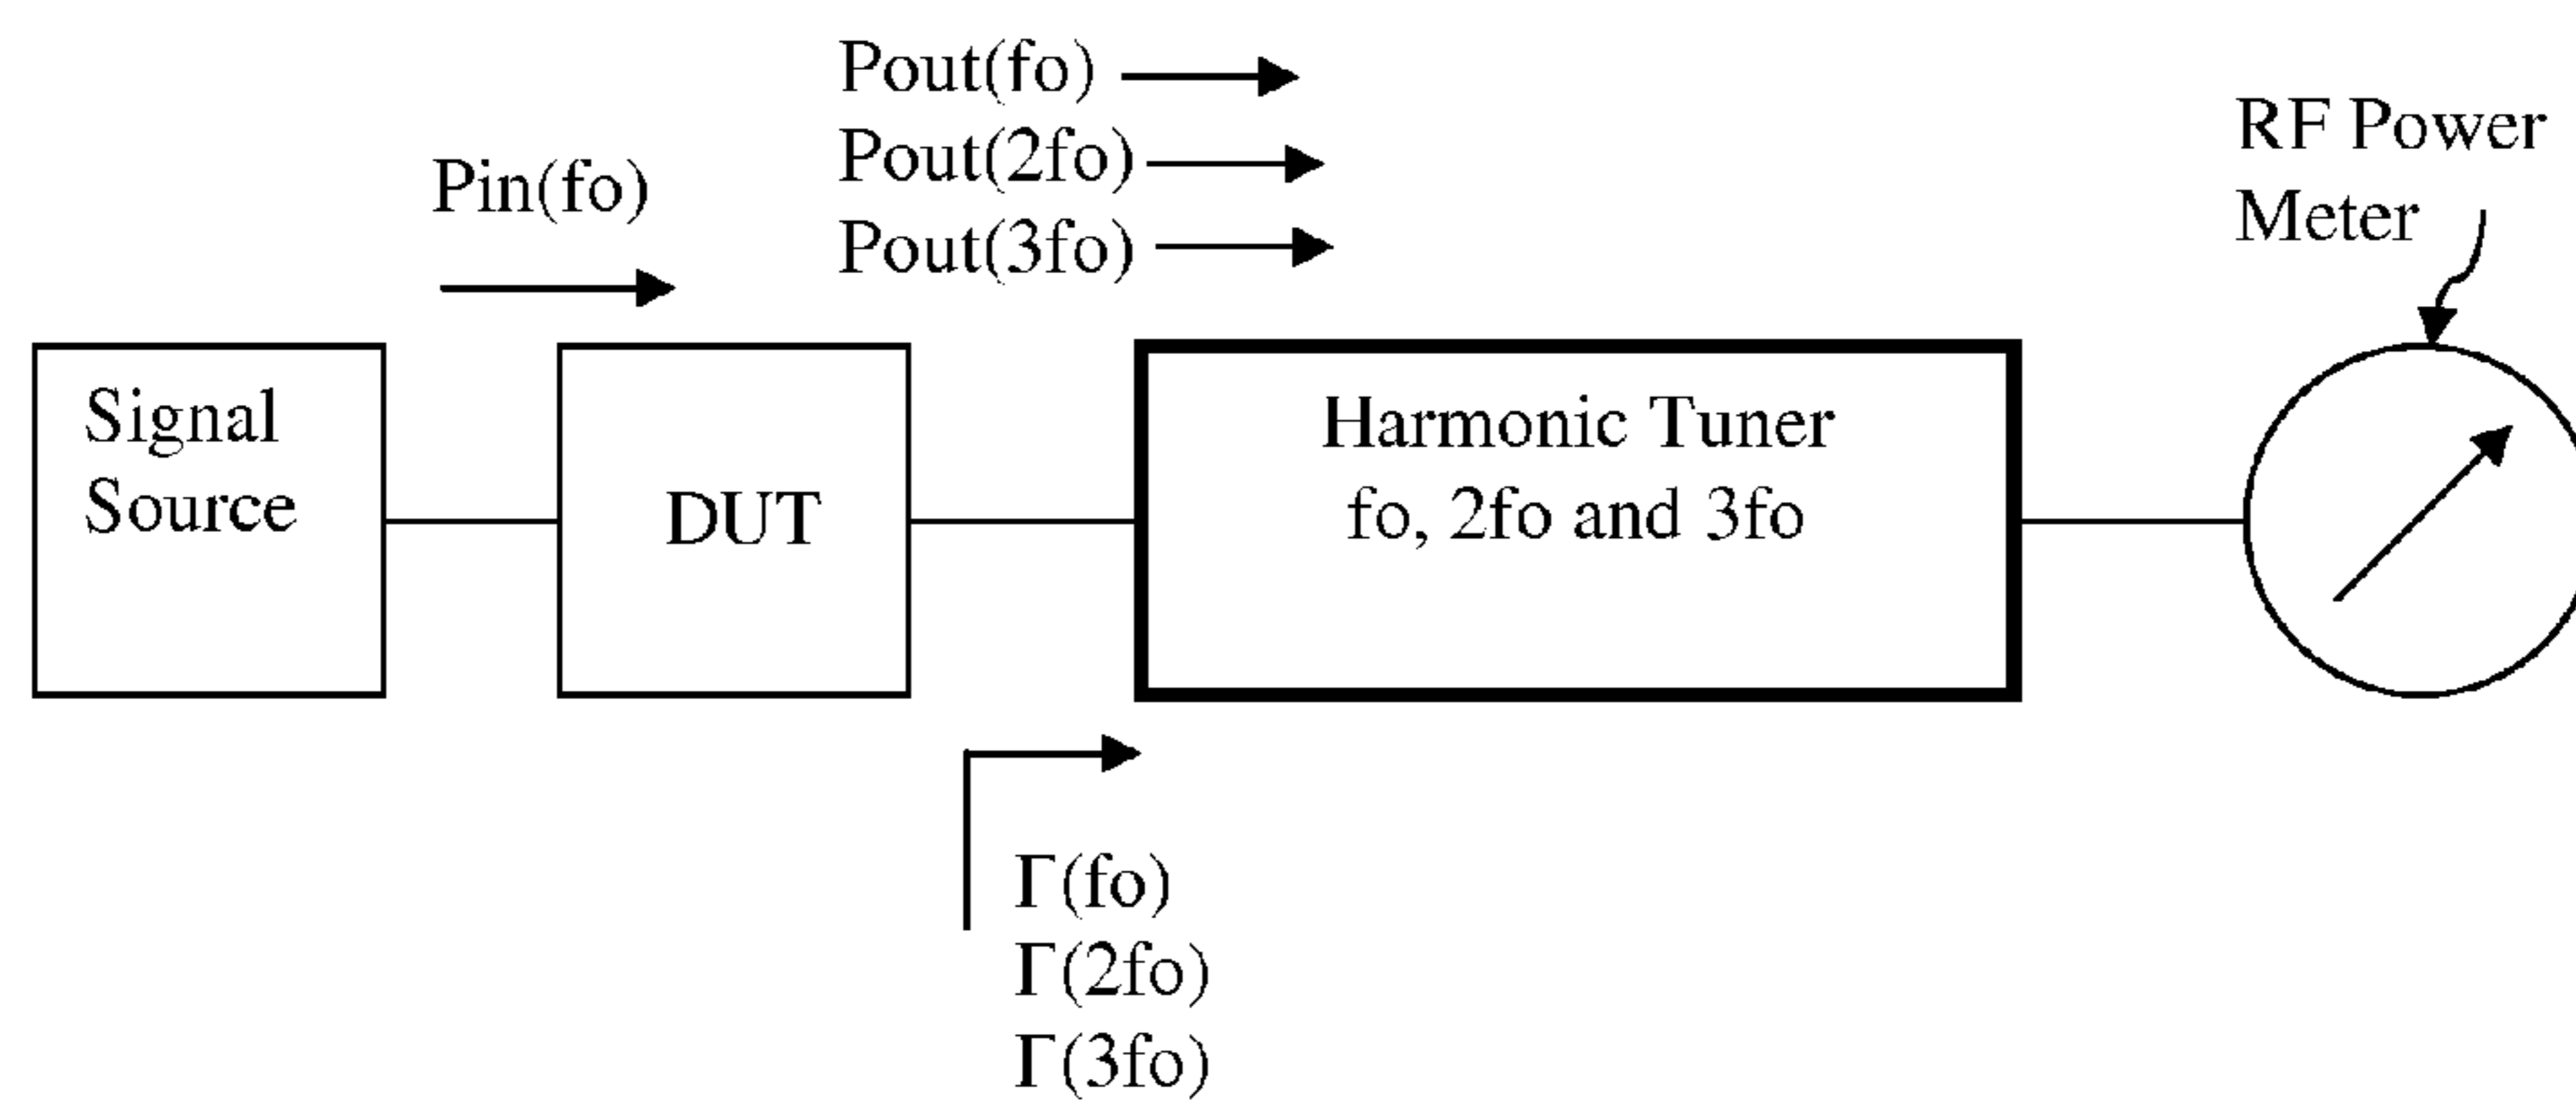 Pout(fo)
Pout(2fo)
Pout(3fo)
Pin(fo)
RF Power
Meter
Signal
Source
DUT
Harmonic Tuner
fo, 2fo and 3fo
Γ(fo)
Γ(2fo)
Γ(3fo)